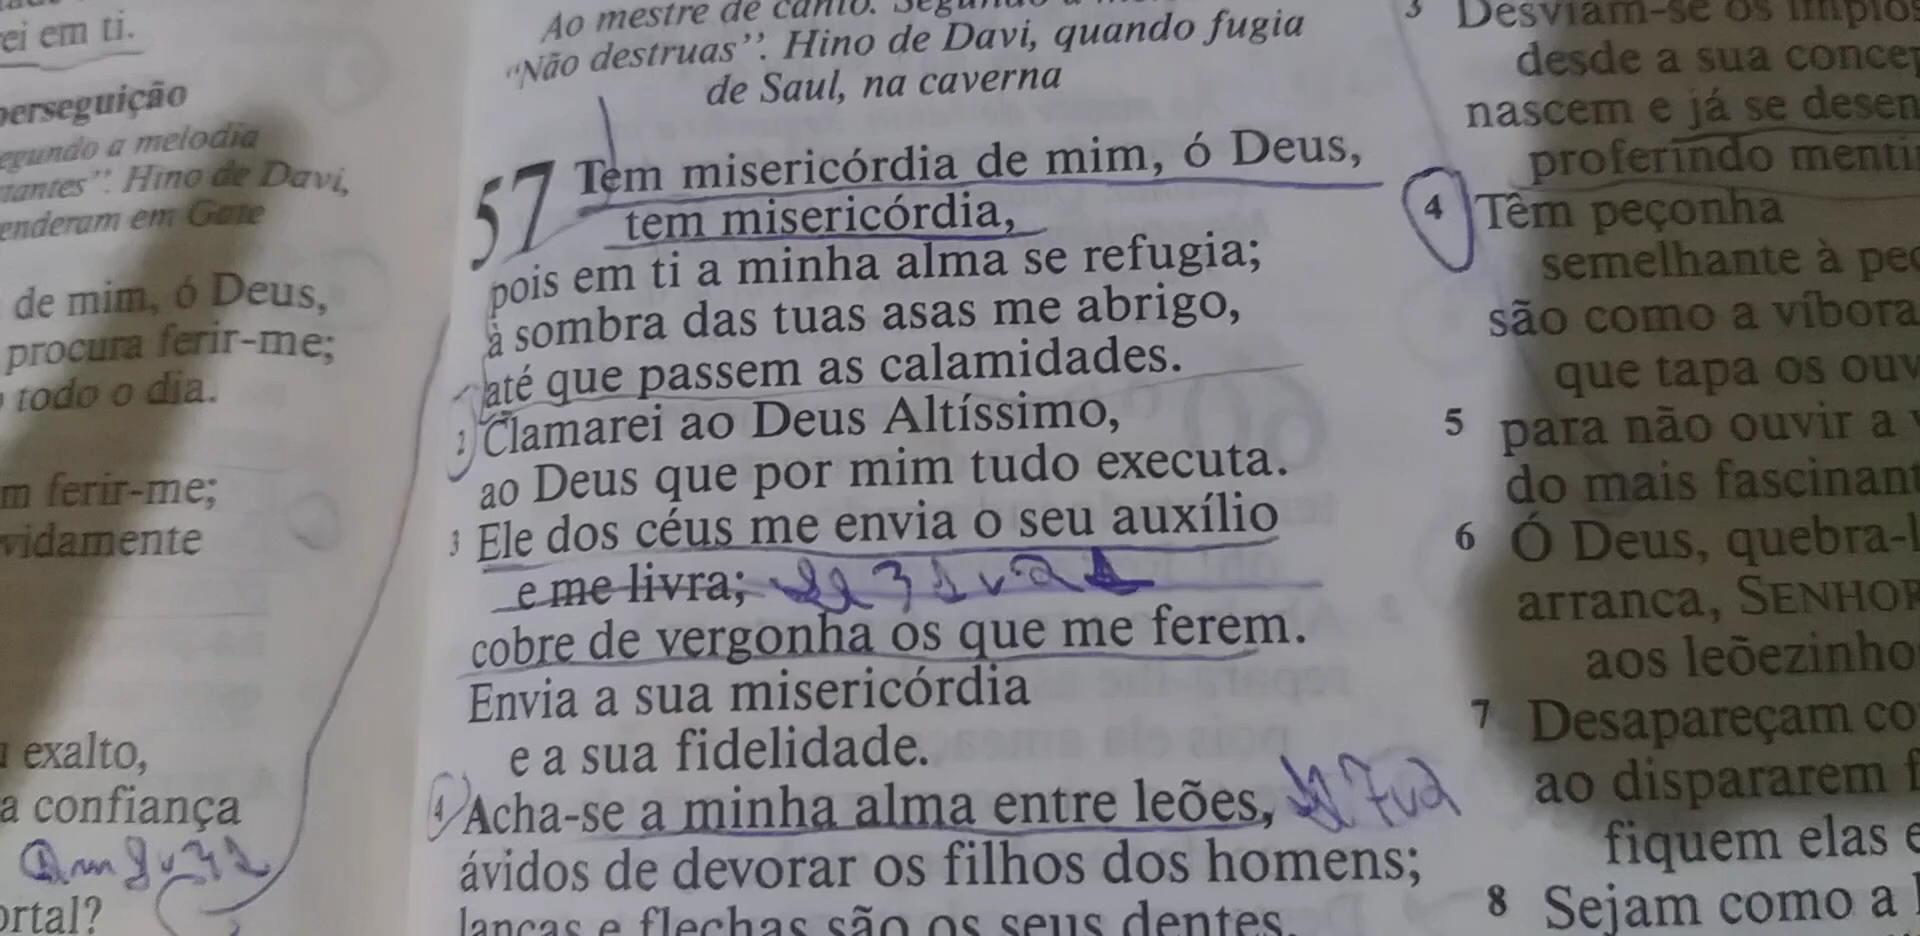 ei em ti.
perseguição
egundo a melodia
nantes”. Hino de Davi,
enderam em Gate
de mim, ó Deus,
procura ferir-me;
todo o dia.
m ferir-me;
vidamente
exalto,
a confiança
ortal?
Ao mestre de canto. Segundo a
“Não destruas”. Hino de Davi, quando fugia
de Saul, na caverna
57 Tem misericórdia de mim, ó Deus,
tem misericórdia,
pois em ti a minha alma se refugia;
à sombra das tuas asas me abrigo,
até que passem as calamidades.
2 Clamarei ao Deus Altíssimo,
ao Deus que por mim tudo executa.
3 Ele dos céus me envia o seu auxílio
e me livra;
cobre de vergonha os que me ferem.
Envia a sua misericórdia
e a sua fidelidade.
4 Acha-se a minha alma entre leões,
ávidos de devorar os filhos dos homens;
lanças e flechas são os seus dentes,
3 Desviam-se os ímpios
desde a sua concep
nascem e já se desen
proferindo menti
4 Têm peçonha
semelhante à peç
são como a víbora
que tapa os ouv
5 para não ouvir a
do mais fascinant
6 Ó Deus, quebra-l
arranca, SENHOR
aos leõezinho
7 Desapareçam co
ao dispararem f
fiquem elas e
8 Sejam como a l